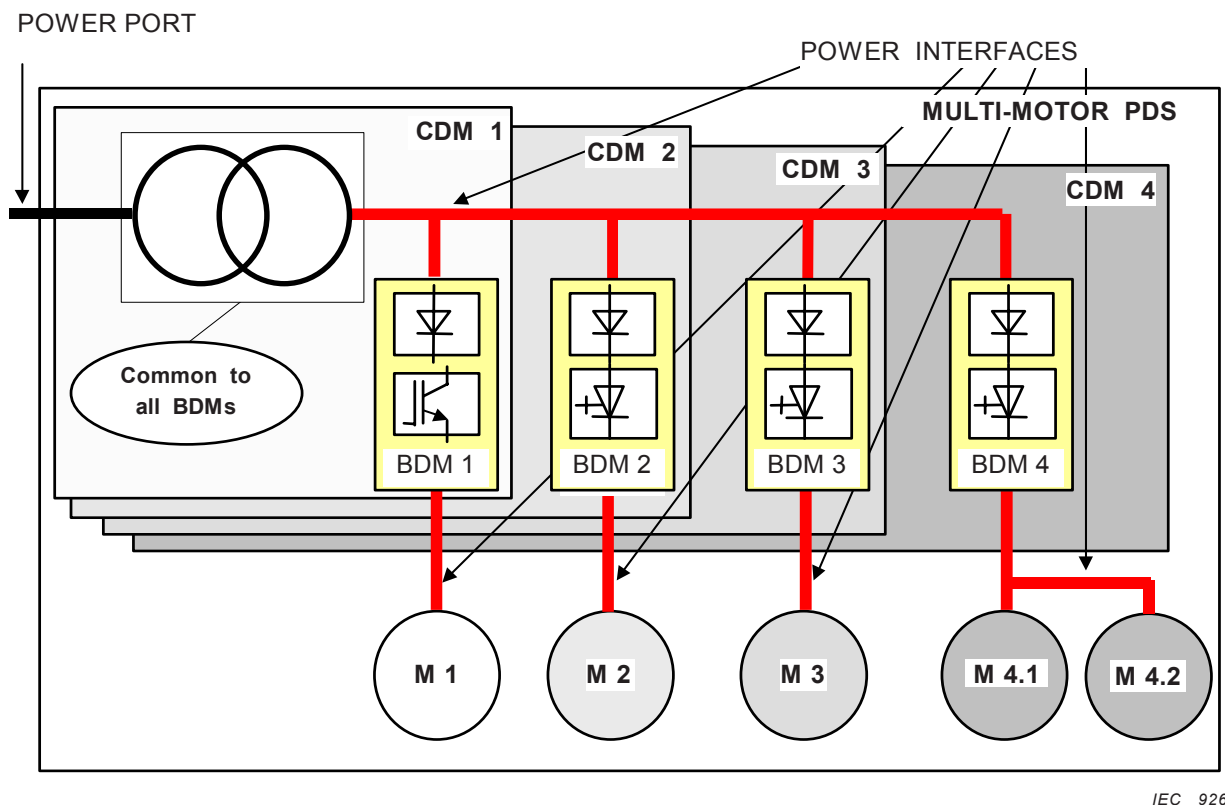 POWER PORT
POWER INTERFACES
MULTI-MOTOR PDS
CDM 1
CDM 2
CDM 3
CDM 4
Common to
all BDMs
BDM 1
BDM 2
BDM 3
BDM 4
M 1
M 2
M 3
M 4.1
M 4.2
IEC 926